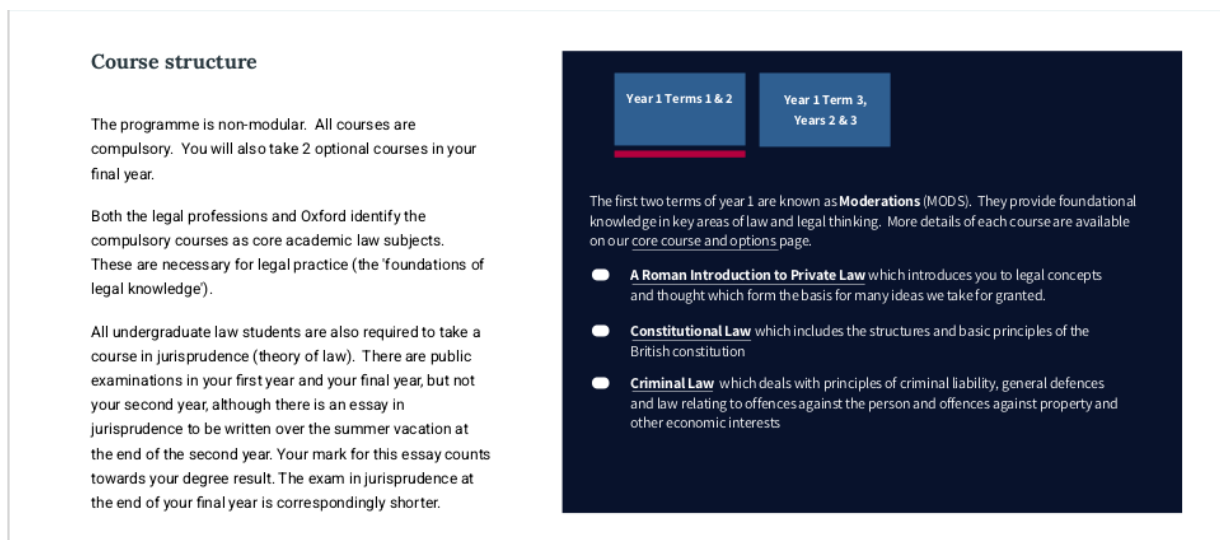 Course structure
The programme is non-modular.  All courses are
compulsory.  You will also take 2 optional courses in your
final year.
Both the legal professions and Oxford identify the
compulsory courses as core academic law subjects.
These are necessary for legal practice (the 'foundations of
legal knowledge').
All undergraduate law students are also required to take a
course in jurisprudence (theory of law).  There are public
examinations in your first year and your final year, but not
your second year, although there is an essay in
jurisprudence to be written over the summer vacation at
the end of the second year. Your mark for this essay counts
towards your degree result. The exam in jurisprudence at
the end of your final year is correspondingly shorter.
Year 1 Terms 1 & 2
Year 1 Term 3,
Years 2 & 3
The first two terms of year 1 are known as Moderations (MODS).  They provide foundational
knowledge in key areas of law and legal thinking.  More details of each course are available
on our core course and options page.
A Roman Introduction to Private Law which introduces you to legal concepts
and thought which form the basis for many ideas we take for granted.
Constitutional Law which includes the structures and basic principles of the
British constitution
Criminal Law  which deals with principles of criminal liability, general defences
and law relating to offences against the person and offences against property and
other economic interests